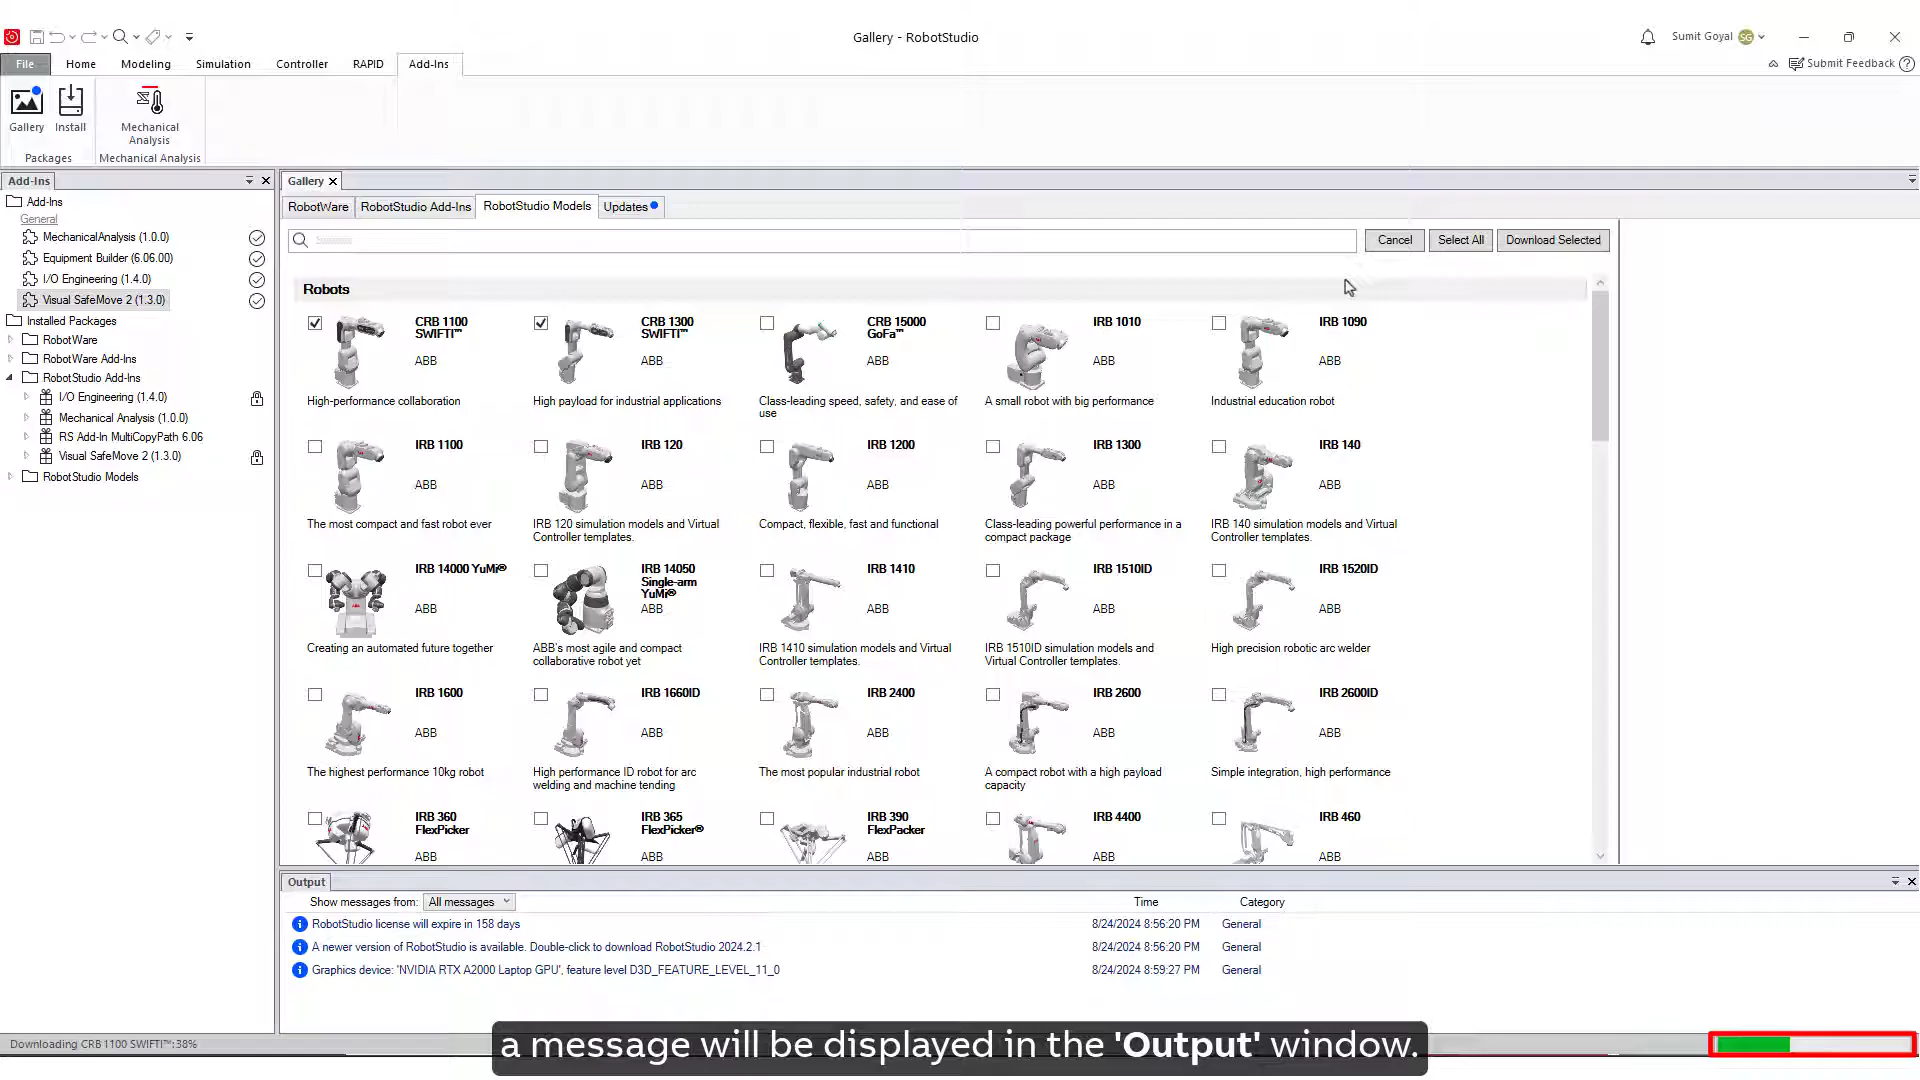 Gallery - RobotStudio
Sumit Goyal SG
File Home Modeling Simulation Controller RAPID Add-Ins
Submit Feedback ?
Gallery Install
Mechanical
Analysis
Packages Mechanical Analysis
Add-Ins
Add-Ins
General
MechanicalAnalysis (1.0.0)
Equipment Builder (6.06.00)
I/O Engineering (1.4.0)
Visual SafeMove 2 (1.3.0)
Installed Packages
RobotWare
RobotWare Add-Ins
RobotStudio Add-Ins
I/O Engineering (1.4.0)
Mechanical Analysis (1.0.0)
RS Add-In MultiCopyPath 6.06
Visual SafeMove 2 (1.3.0)
RobotStudio Models
Gallery
RobotWare RobotStudio Add-Ins RobotStudio Models Updates
Cancel Select All Download Selected
Robots
CRB 1100
SWIFTI™
ABB
High-performance collaboration
CRB 1300
SWIFTI™
ABB
High payload for industrial applications
CRB 15000
GoFa™
ABB
Class-leading speed, safety, and ease of
use
IRB 1010
ABB
A small robot with big performance
IRB 1090
ABB
Industrial education robot
IRB 1100
ABB
The most compact and fast robot ever
IRB 120
ABB
IRB 120 simulation models and Virtual
Controller templates.
IRB 1200
ABB
Compact, flexible, fast and functional
IRB 1300
ABB
Class-leading powerful performance in a
compact package
IRB 140
ABB
IRB 140 simulation models and Virtual
Controller templates.
IRB 14000 YuMi®
ABB
Creating an automated future together
IRB 14050
Single-arm
YuMi®
ABB
ABB's most agile and compact
collaborative robot yet
IRB 1410
ABB
IRB 1410 simulation models and Virtual
Controller templates.
IRB 1510ID
ABB
IRB 1510ID simulation models and
Virtual Controller templates.
IRB 1520ID
ABB
High precision robotic arc welder
IRB 1600
ABB
The highest performance 10kg robot
IRB 1660ID
ABB
High performance ID robot for arc
welding and machine tending
IRB 2400
ABB
The most popular industrial robot
IRB 2600
ABB
A compact robot with a high payload
capacity
IRB 2600ID
ABB
Simple integration, high performance
IRB 360
FlexPicker
ABB
IRB 365
FlexPicker®
ABB
IRB 390
FlexPacker
ABB
IRB 4400
ABB
IRB 460
ABB
Output
Show messages from: All messages Time Category
RobotStudio license will expire in 158 days 8/24/2024 8:56:20 PM General
A newer version of RobotStudio is available. Double-click to download RobotStudio 2024.2.1 8/24/2024 8:56:20 PM General
Graphics device: 'NVIDIA RTX A2000 Laptop GPU', feature level D3D_FEATURE_LEVEL_11_0 8/24/2024 8:59:27 PM General
Downloading CRB 1100 SWIFTI™:38%
a message will be displayed in the 'Output' window.